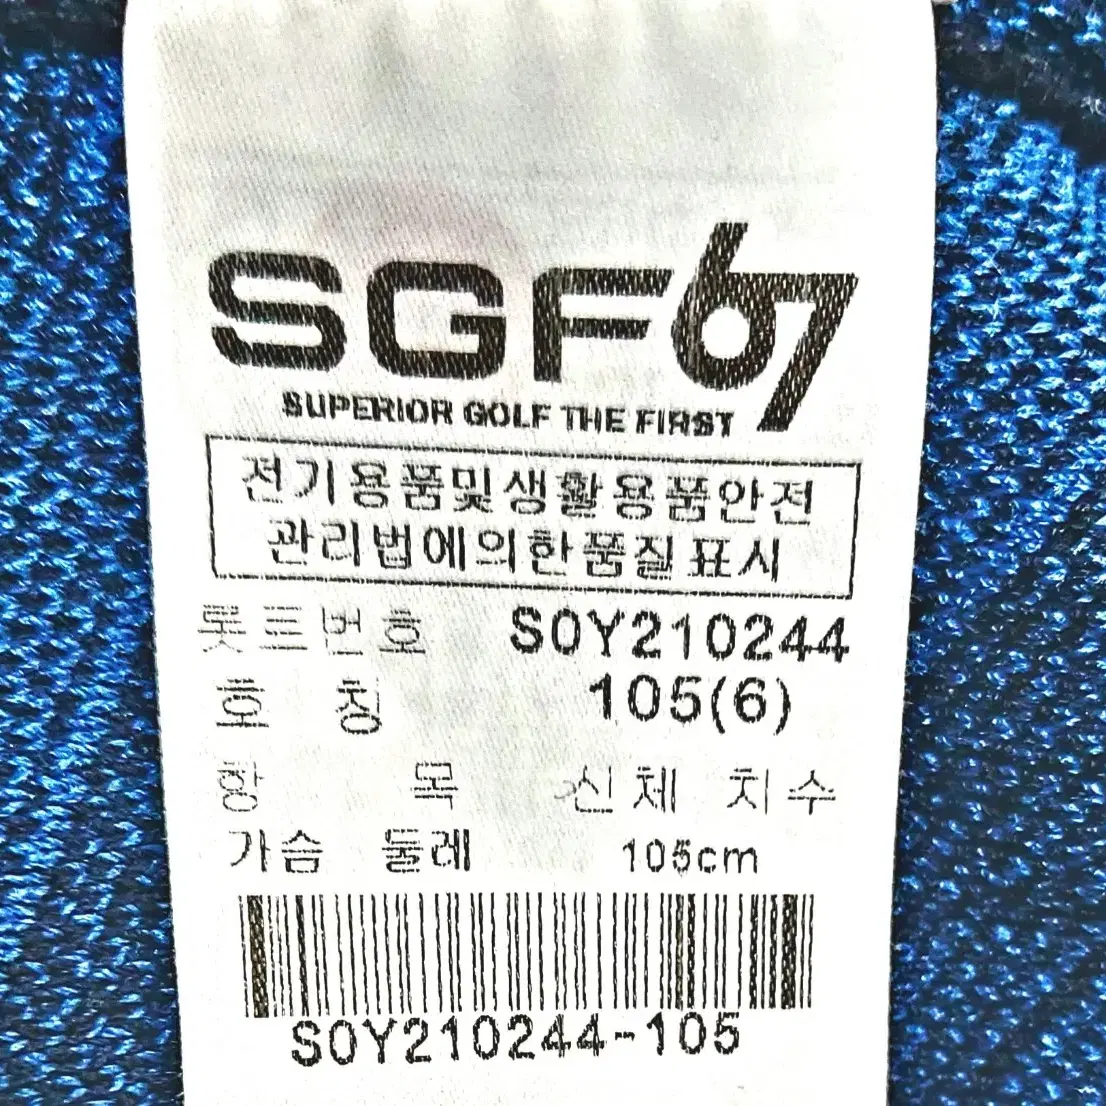 SGF67
SUPERIOR GOLF THE FIRST
전기용품및생활용품안전
관리법에의한품질표시
롯트번호 S0Y210244
호 칭 105(6)
항 목 신체 치수
가슴 둘레 105cm
S0Y210244-105